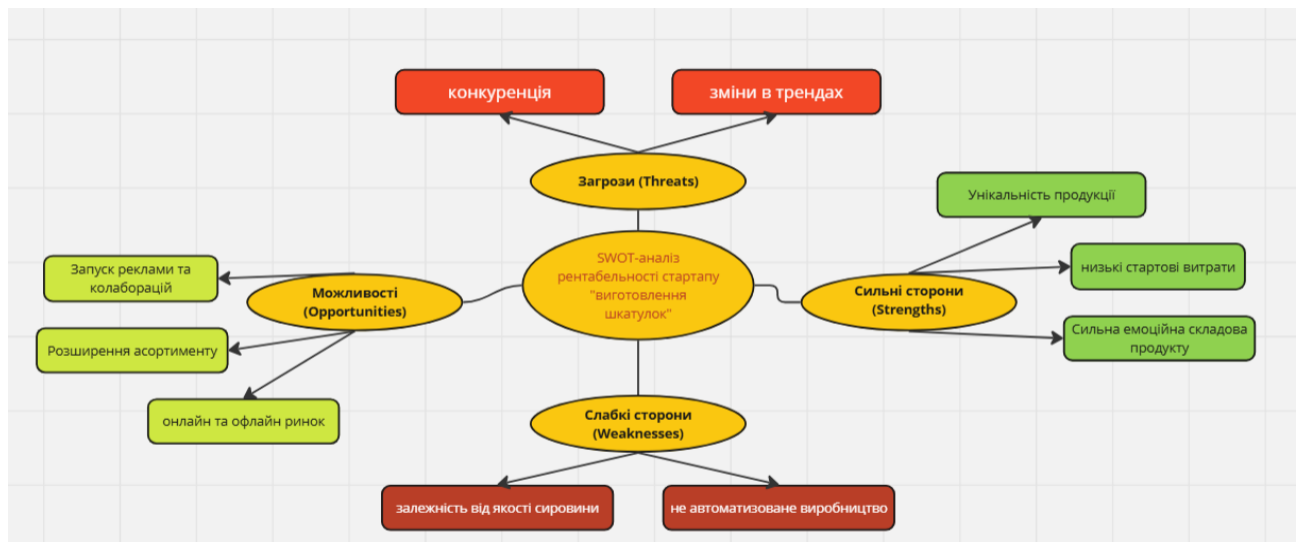 конкуренція
зміни в трендах
Загрози (Threats)
Унікальність продукції
SWOT-аналіз
рентабельності стартапу
"виготовлення
шкатулок"
Запуск реклами та
колаборацій
Можливості
(Opportunities)
низькі стартові витрати
Сильні сторони
(Strengths)
Розширення асортименту
Сильна емоційна складова
продукту
онлайн та офлайн ринок
Слабкі сторони
(Weaknesses)
залежність від якості сировини
не автоматизоване виробництво